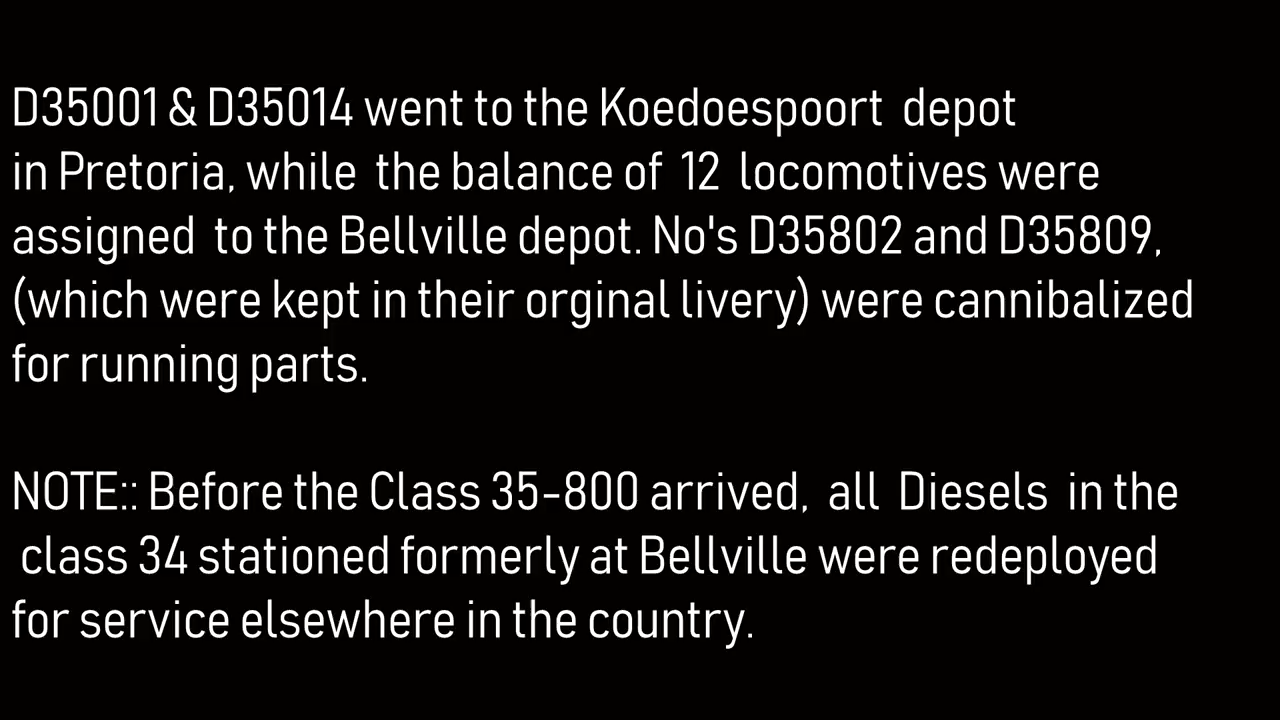 D35001 & D35014 went to the Koedoespoort  depot
in Pretoria, while  the balance of  12  locomotives were
assigned  to the Bellville depot. No's D35802 and D35809,
(which were kept in their orginal livery) were cannibalized
for running parts.
NOTE:: Before the Class 35-800 arrived,  all  Diesels  in the
class 34 stationed formerly at Bellville were redeployed
for service elsewhere in the country.